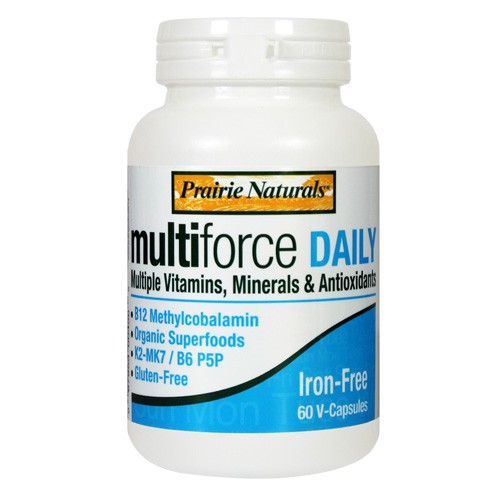 Prairie Naturals
multiforce DAILY
Multiple Vitamins, Minerals & Antioxidants
• B12 Methylcobalamin
• Organic Superfoods
• K2-MK7 / B6 P5P
• Gluten-Free
Iron-Free
60 V-Capsules
Mon